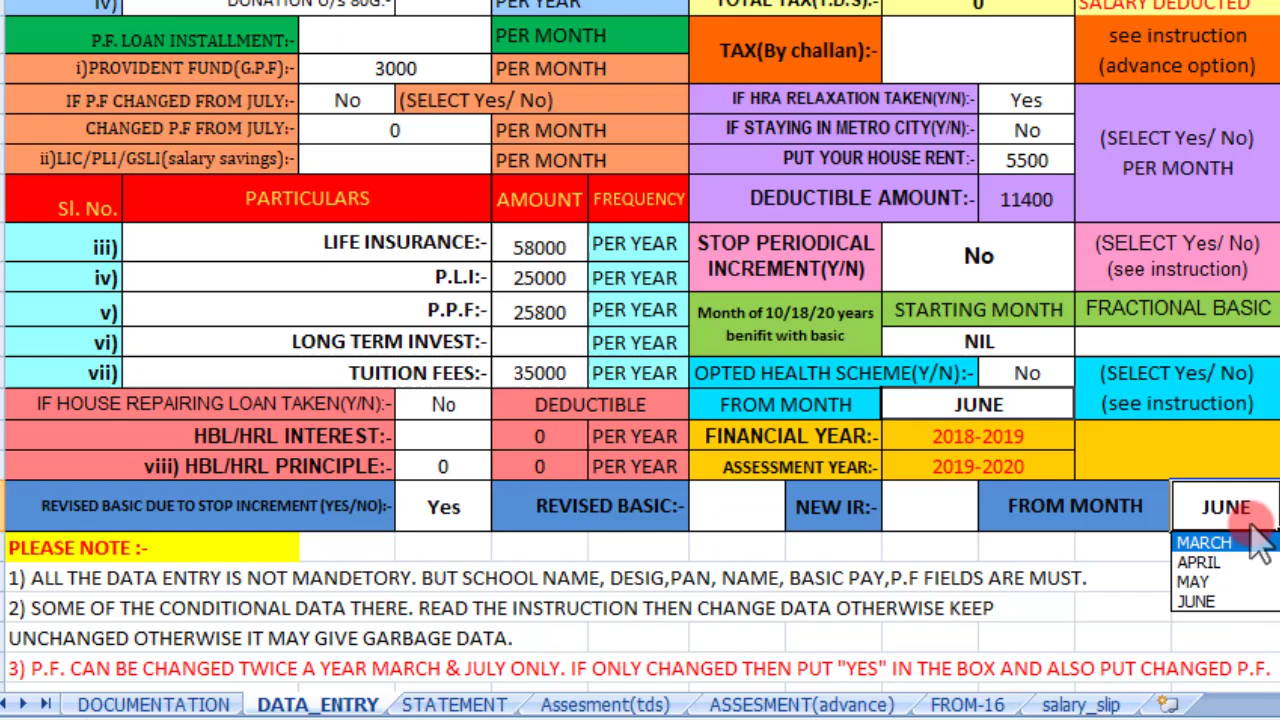 iv) DONATION U/s 80G:- PER YEAR TOTAL TAX(T.D.S):- 0 SALARY DEDUCTED
P.F. LOAN INSTALLMENT:- PER MONTH TAX(By challan):- see instruction
i)PROVIDENT FUND(G.P.F):- 3000 PER MONTH (advance option)
IF P.F CHANGED FROM JULY:- No (SELECT Yes/ No) IF HRA RELAXATION TAKEN(Y/N):- Yes
CHANGED P.F FROM JULY:- 0 PER MONTH IF STAYING IN METRO CITY(Y/N):- No (SELECT Yes/ No)
ii)LIC/PLI/GSLI(salary savings):- PER MONTH PUT YOUR HOUSE RENT:- 5500 PER MONTH
Sl. No. PARTICULARS AMOUNT FREQUENCY DEDUCTIBLE AMOUNT:- 11400
iii) LIFE INSURANCE:- 58000 PER YEAR STOP PERIODICAL No (SELECT Yes/ No)
iv) P.L.I:- 25000 PER YEAR INCREMENT(Y/N) (see instruction)
v) P.P.F:- 25800 PER YEAR Month of 10/18/20 years STARTING MONTH FRACTIONAL BASIC
vi) LONG TERM INVEST:- PER YEAR benifit with basic NIL
vii) TUITION FEES:- 35000 PER YEAR OPTED HEALTH SCHEME(Y/N):- No (SELECT Yes/ No)
IF HOUSE REPAIRING LOAN TAKEN(Y/N):- No DEDUCTIBLE FROM MONTH JUNE (see instruction)
HBL/HRL INTEREST:- 0 PER YEAR FINANCIAL YEAR:- 2018-2019
viii) HBL/HRL PRINCIPLE:- 0 0 PER YEAR ASSESSMENT YEAR:- 2019-2020
REVISED BASIC DUE TO STOP INCREMENT (YES/NO):- Yes REVISED BASIC:- NEW IR:- FROM MONTH JUNE
PLEASE NOTE :- MARCH
APRIL
1) ALL THE DATA ENTRY IS NOT MANDETORY. BUT SCHOOL NAME, DESIG,PAN, NAME, BASIC PAY,P.F FIELDS ARE MUST. MAY
2) SOME OF THE CONDITIONAL DATA THERE. READ THE INSTRUCTION THEN CHANGE DATA OTHERWISE KEEP JUNE
UNCHANGED OTHERWISE IT MAY GIVE GARBAGE DATA.
3) P.F. CAN BE CHANGED TWICE A YEAR MARCH & JULY ONLY. IF ONLY CHANGED THEN PUT "YES" IN THE BOX AND ALSO PUT CHANGED P.F.
DOCUMENTATION DATA_ENTRY STATEMENT Assesment(tds) ASSESMENT(advance) FROM-16 salary_slip